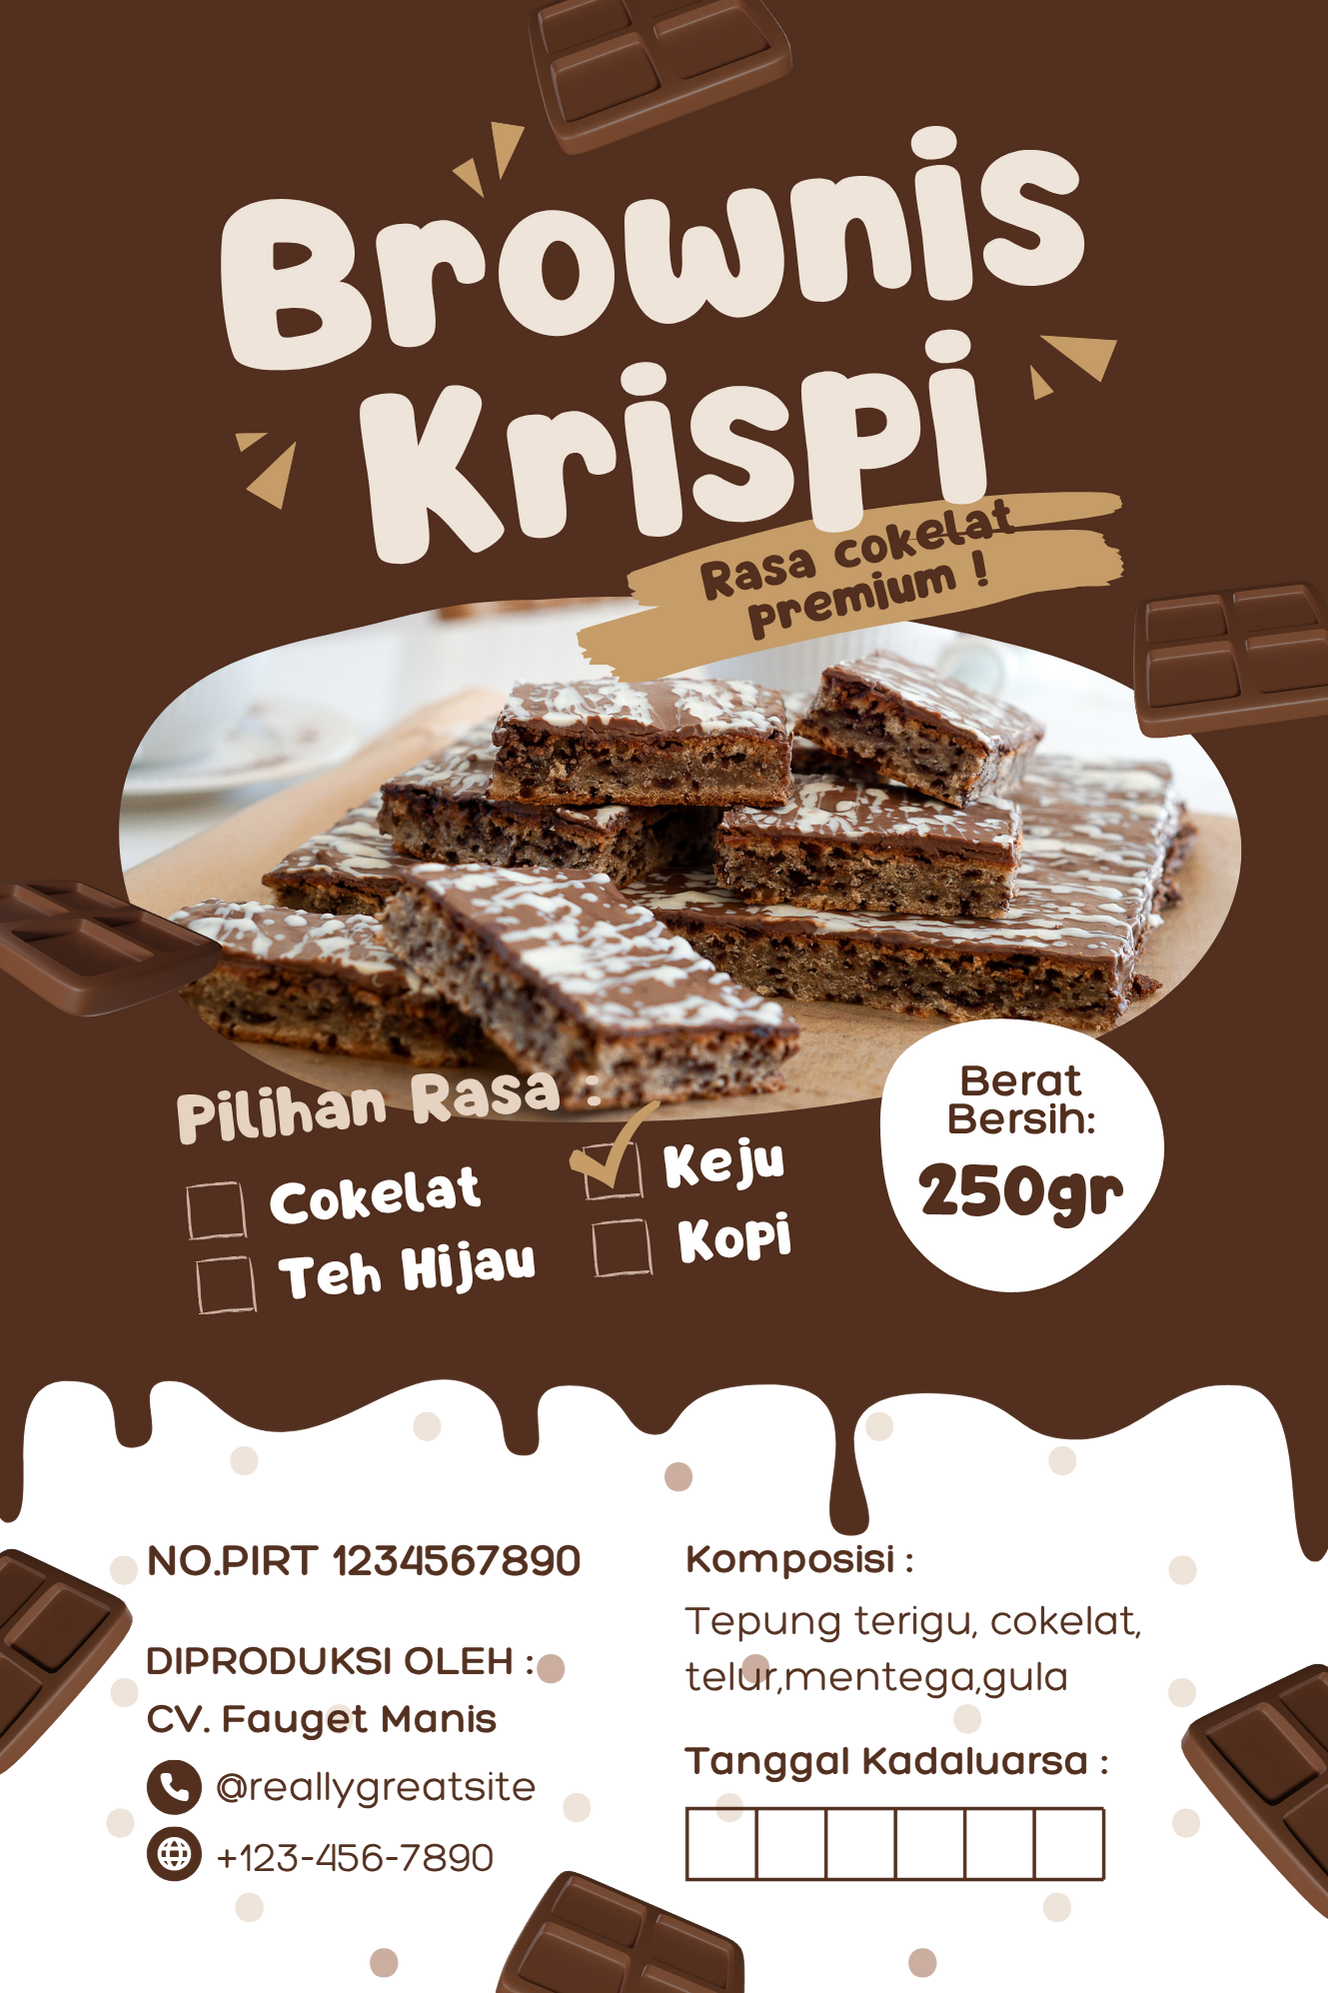 Brownis
Krispi
Rasa cokelat
premium !
Pilihan Rasa :
Cokelat
Keju
Teh Hijau
Kopi
Berat
Bersih:
250gr
NO.PIRT 1234567890
DIPRODUKSI OLEH :
CV. Fauget Manis
@reallygreatsite
+123-456-7890
Komposisi :
Tepung terigu, cokelat,
telur,mentega,gula
Tanggal Kadaluarsa :